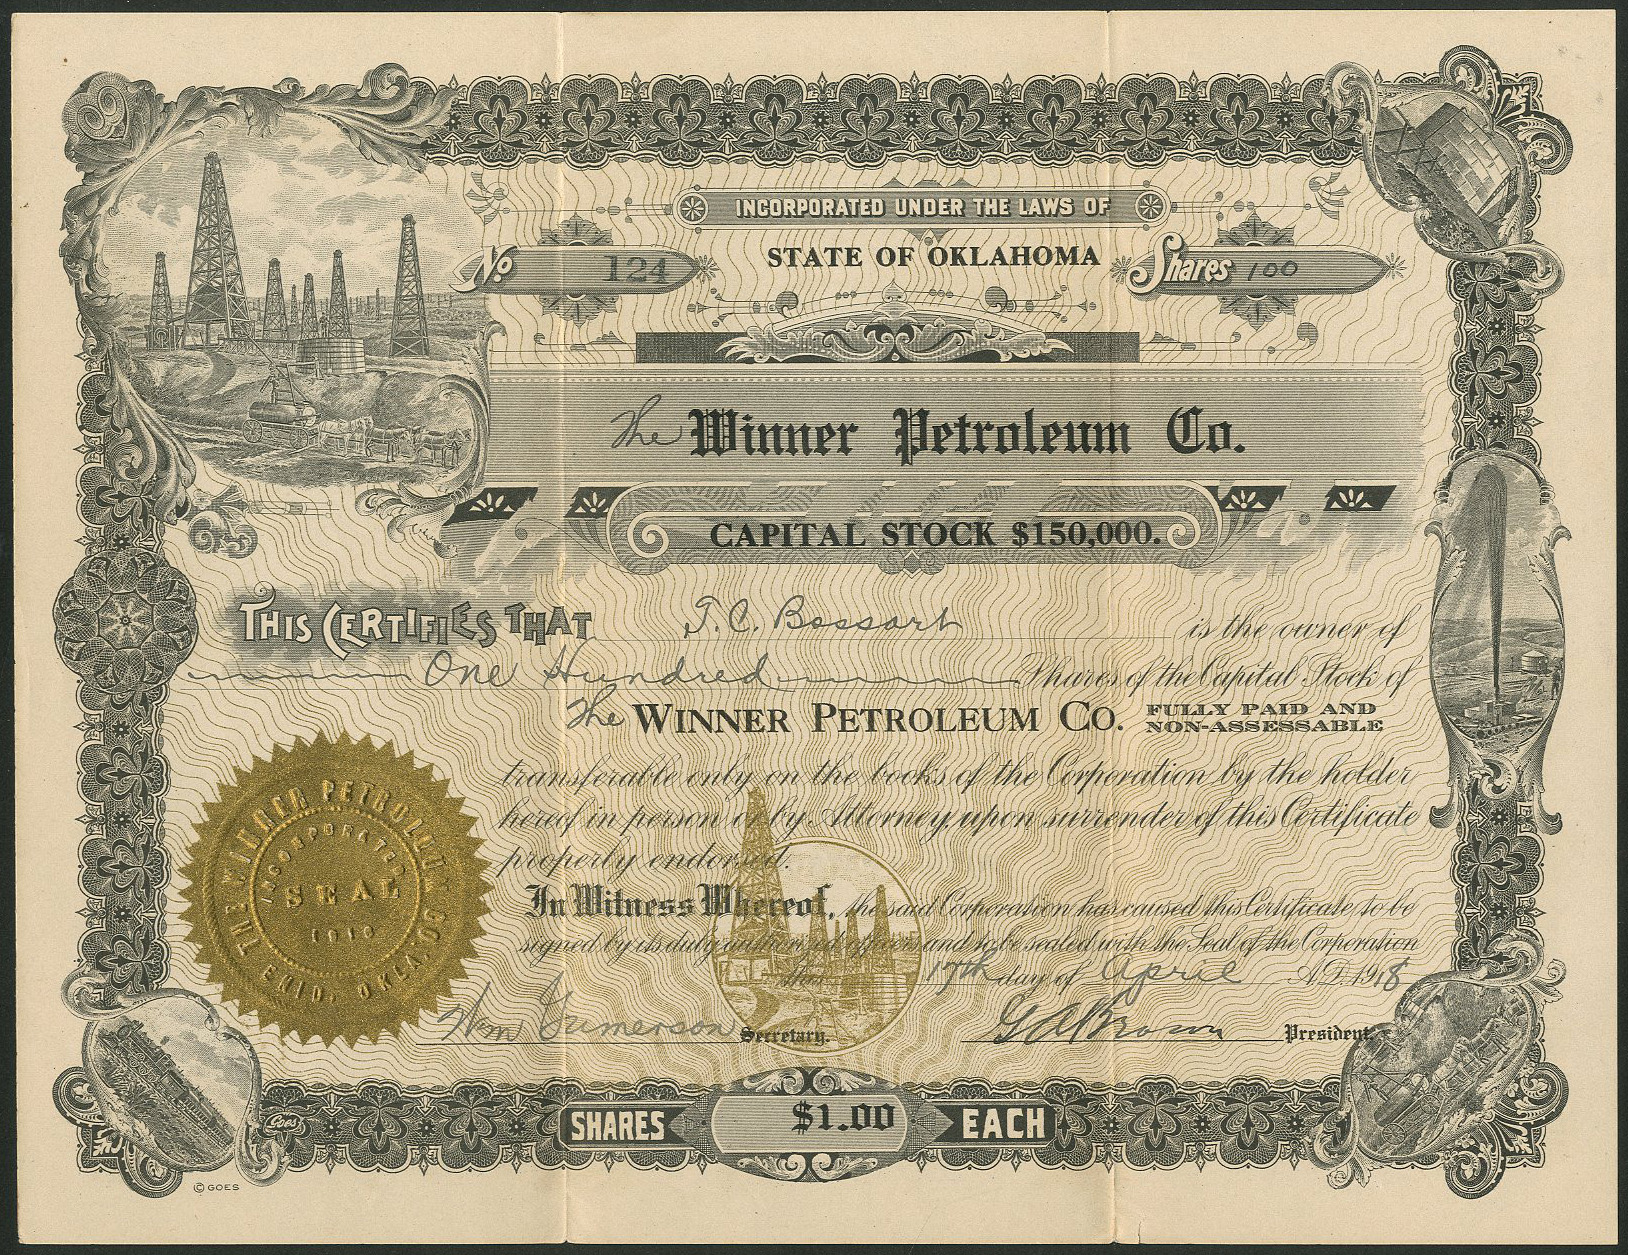 INCORPORATED UNDER THE LAWS OF
STATE OF OKLAHOMA
No 124
Shares 100
The Winner Petroleum Co.
CAPITAL STOCK $150,000.
THIS CERTIFIES THAT J. C. Bossart is the owner of
One Hundred Shares of the Capital Stock of
The WINNER PETROLEUM CO. FULLY PAID AND NON-ASSESSABLE
transferable only on the books of the Corporation by the holder
hereof in person or by Attorney, upon surrender of this Certificate
properly endorsed.
In Witness Whereof, the said Corporation has caused this Certificate to be
signed by its duly authorized officers and to be sealed with the Seal of the Corporation
this 17th day of April A.D. 1918
Wm Gumerson Secretary.
G A Brown President.
THE WINNER PETROLEUM CO.
INCORPORATED
SEAL
ENID, OKLA.
SHARES $1.00 EACH
Goes
© GOES